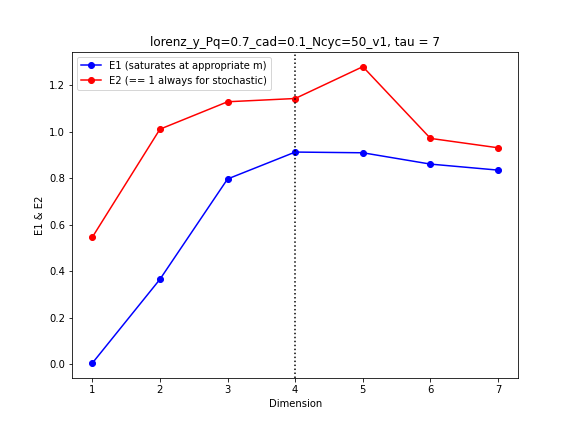 lorenz_y_Pq=0.7_cad=0.1_Ncyc=50_v1, tau = 7
E1 (saturates at appropriate m)
E2 (== 1 always for stochastic)
1.2
1.0
0.8
0.6
0.4
0.2
0.0
E1 & E2
1 2 3 4 5 6 7
Dimension